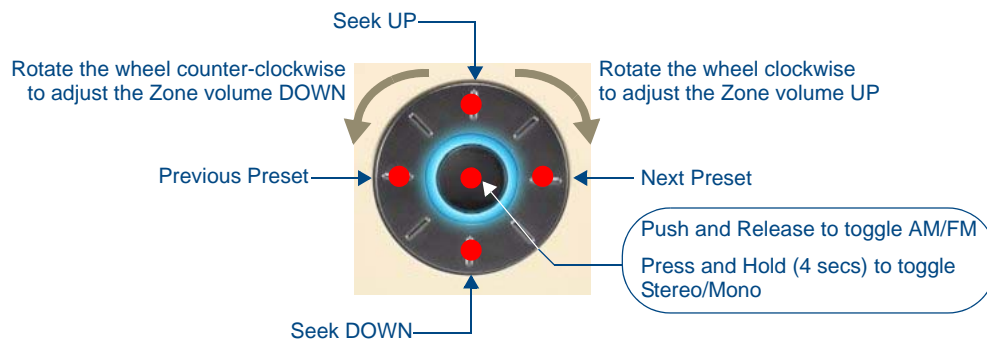 Seek UP
Rotate the wheel counter-clockwise
to adjust the Zone volume DOWN
Rotate the wheel clockwise
to adjust the Zone volume UP
Previous Preset
Next Preset
Push and Release to toggle AM/FM
Press and Hold (4 secs) to toggle
Stereo/Mono
Seek DOWN